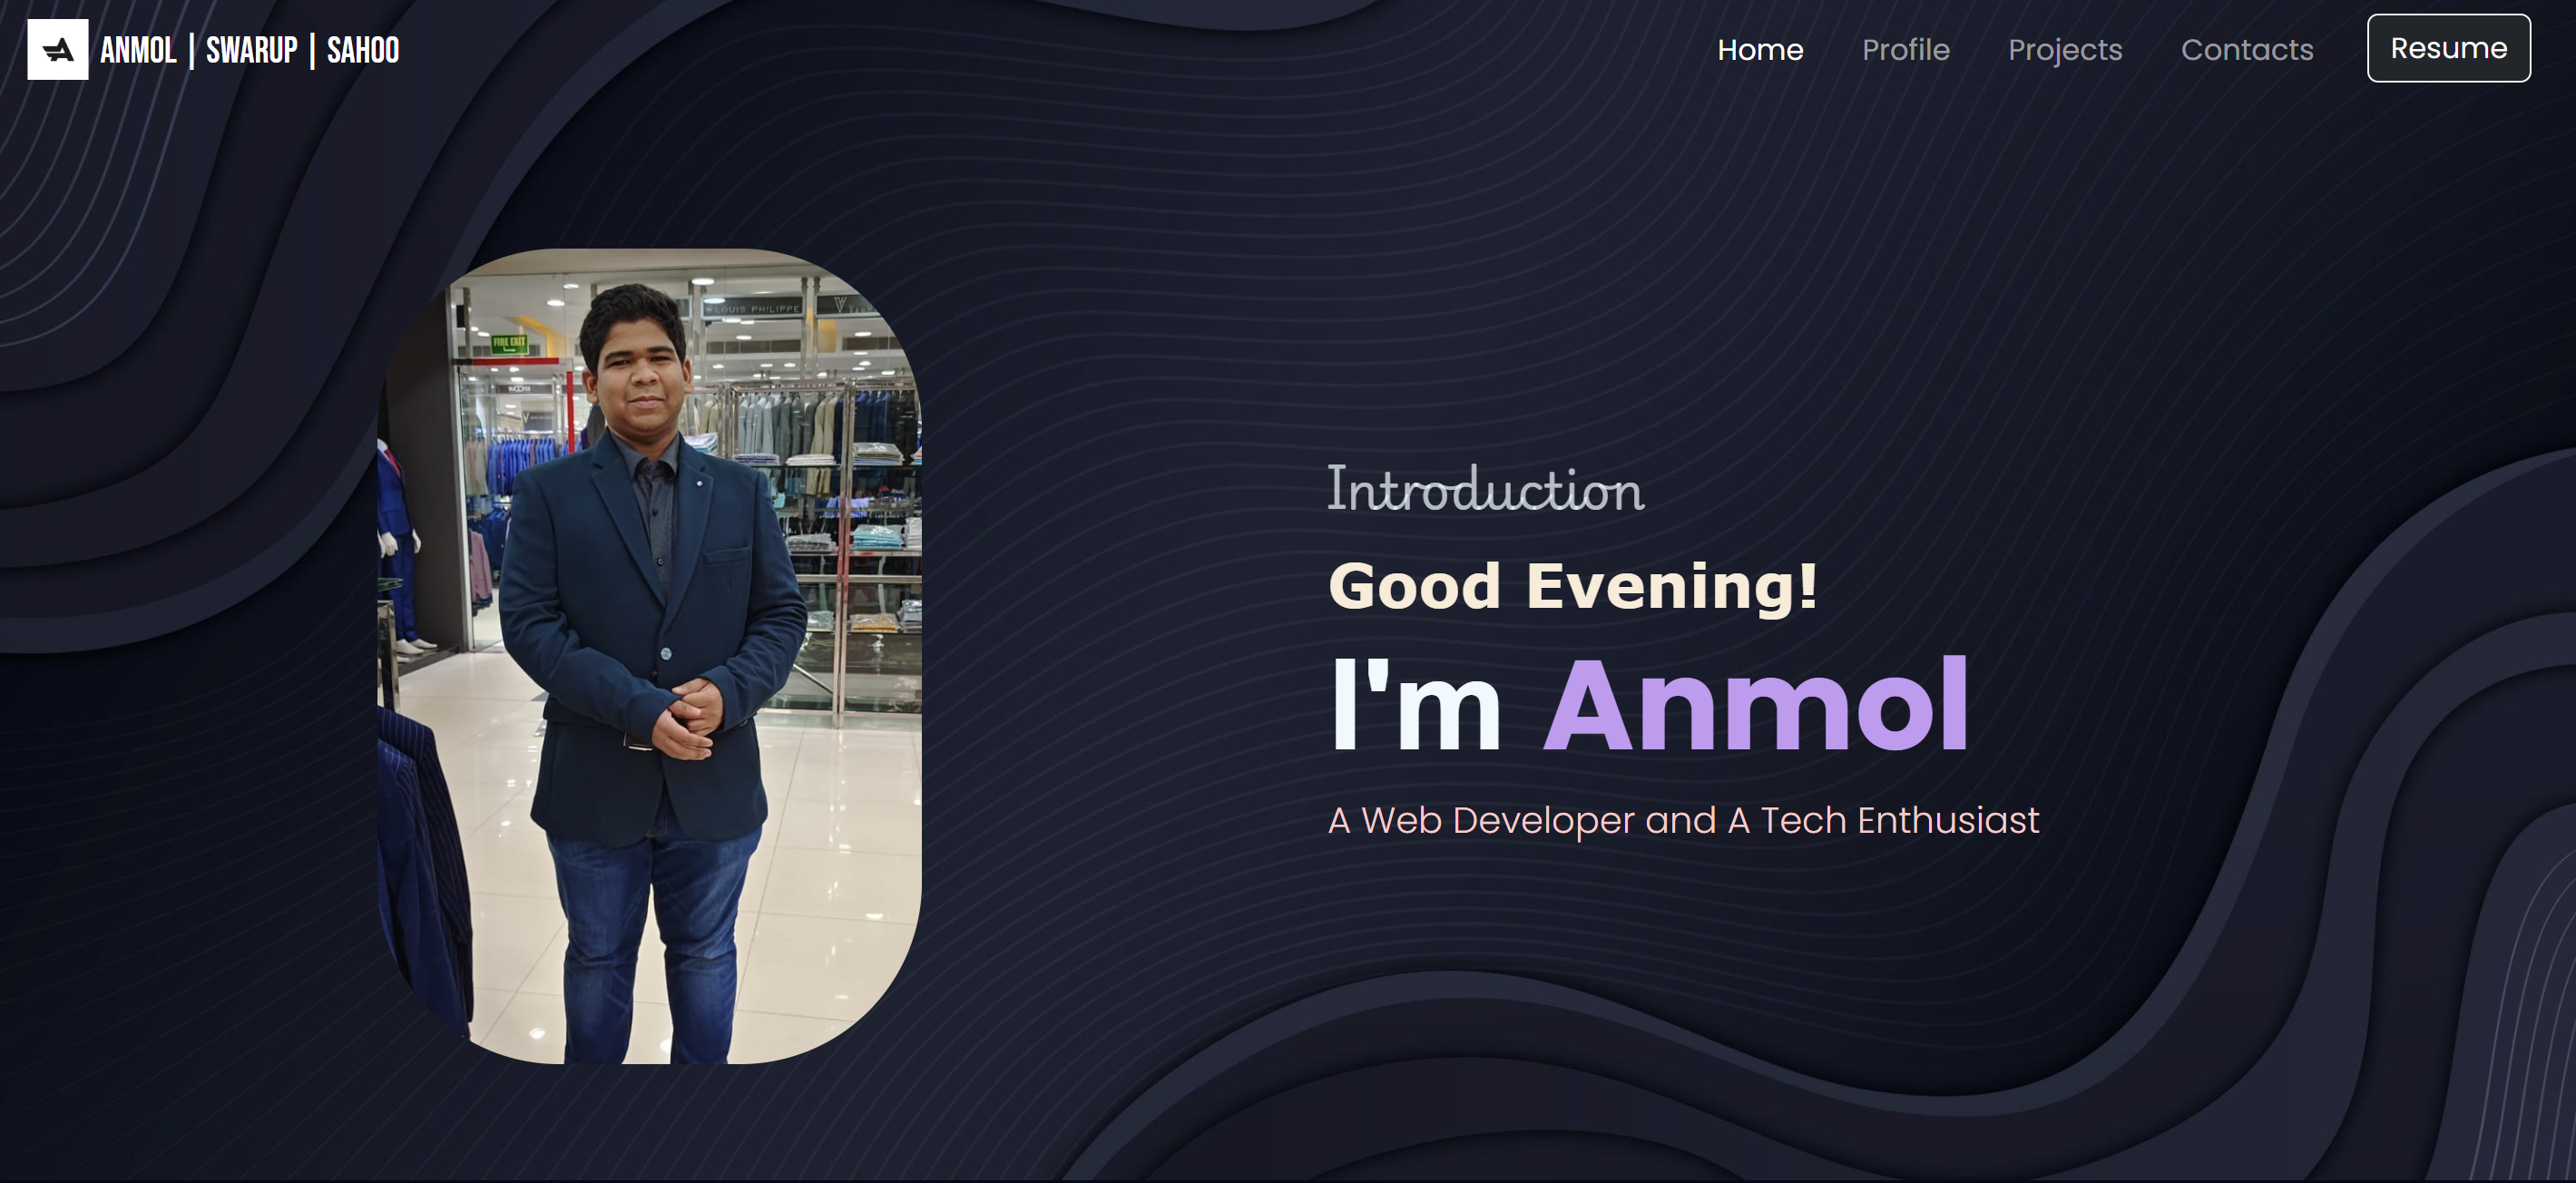 ANMOL | SWARUP | SAHOO
Home Profile Projects Contacts Resume
LOUIS PHILIPPE
FIRE EXIT
Introduction
Good Evening!
I'm Anmol
A Web Developer and A Tech Enthusiast